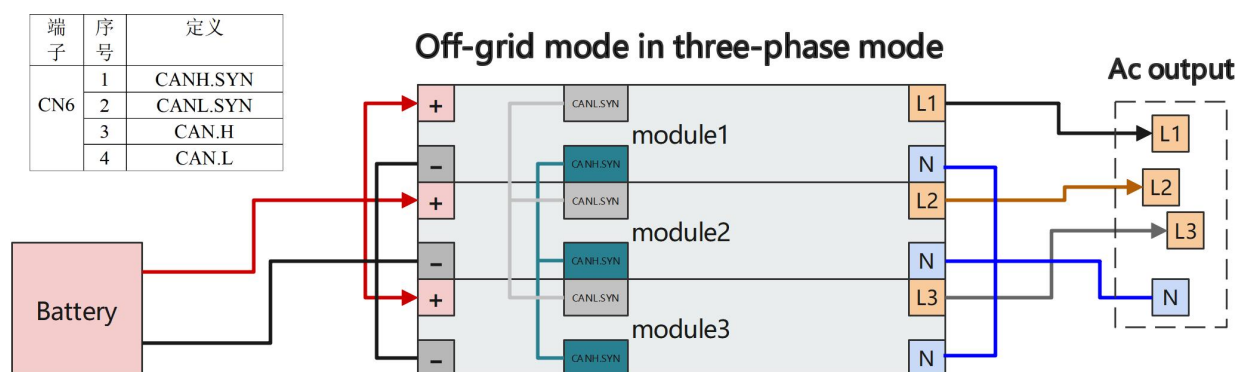 端子 序号 定义
CN6 1 CANH.SYN
2 CANL.SYN
3 CAN.H
4 CAN.L
Off-grid mode in three-phase mode
Ac output
+ CANL.SYN L1
module1
L1
− CANH.SYN N
+ CANL.SYN L2
L2
module2
L3
− CANH.SYN N
+ CANL.SYN L3
N
Battery
module3
− CANH.SYN N